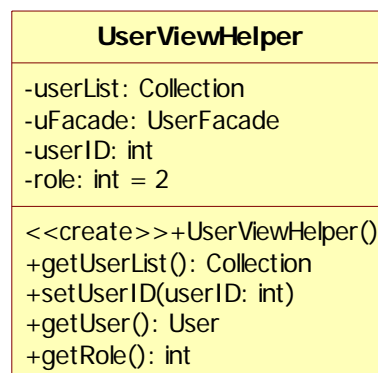 UserViewHelper
-userList: Collection
-uFacade: UserFacade
-userID: int
-role: int = 2
<<create>>+UserViewHelper()
+getUserList(): Collection
+setUserID(userID: int)
+getUser(): User
+getRole(): int